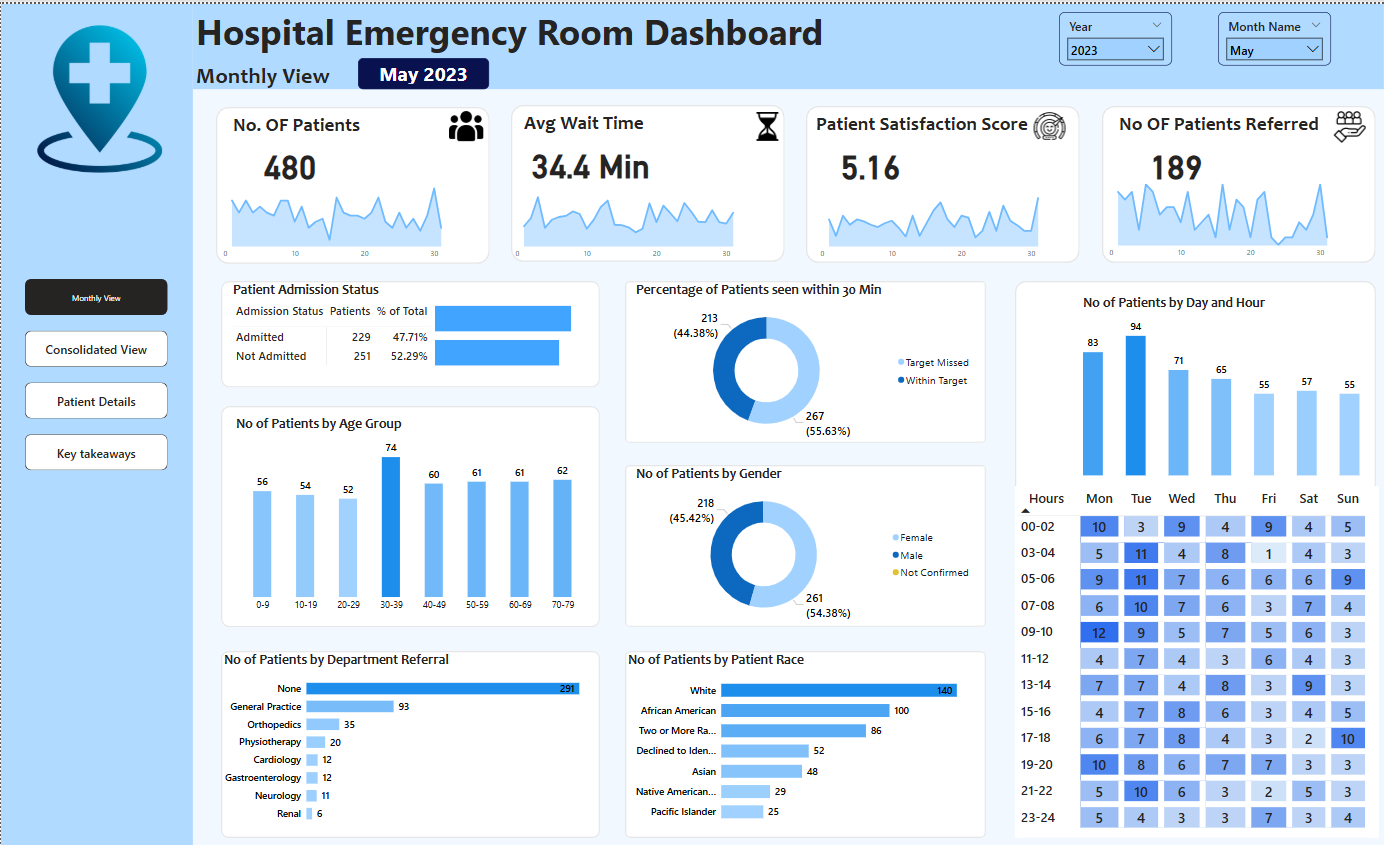 Hospital Emergency Room Dashboard
Monthly View
May 2023
Year
2023
Month Name
May
Monthly View
Consolidated View
Patient Details
Key takeaways
No. OF Patients
480
0 10 20 30
Avg Wait Time
34.4 Min
0 10 20 30
Patient Satisfaction Score
5.16
0 10 20 30
No OF Patients Referred
189
0 10 20 30
Patient Admission Status
Admission Status Patients % of Total
Admitted 229 47.71%
Not Admitted 251 52.29%
No of Patients by Age Group
56 54 52 74 60 61 61 62
0-9 10-19 20-29 30-39 40-49 50-59 60-69 70-79
No of Patients by Department Referral
None 291
General Practice 93
Orthopedics 35
Physiotherapy 20
Cardiology 12
Gastroenterology 12
Neurology 11
Renal 6
Percentage of Patients seen within 30 Min
213
(44.38%)
Target Missed
Within Target
267
(55.63%)
No of Patients by Gender
218
(45.42%)
Female
Male
Not Confirmed
261
(54.38%)
No of Patients by Patient Race
White 140
African American 100
Two or More Ra... 86
Declined to Iden... 52
Asian 48
Native American... 29
Pacific Islander 25
No of Patients by Day and Hour
83 94 71 65 55 57 55
Hours Mon Tue Wed Thu Fri Sat Sun
00-02 10 3 9 4 9 4 5
03-04 5 11 4 8 1 4 3
05-06 9 11 7 6 6 6 9
07-08 6 10 7 6 3 7 4
09-10 12 9 5 7 5 6 3
11-12 4 7 4 3 6 4 3
13-14 7 7 4 8 3 9 3
15-16 4 7 8 6 3 4 5
17-18 6 7 8 4 3 2 10
19-20 10 8 6 7 7 3 3
21-22 5 10 6 3 2 5 3
23-24 5 4 3 3 7 3 4